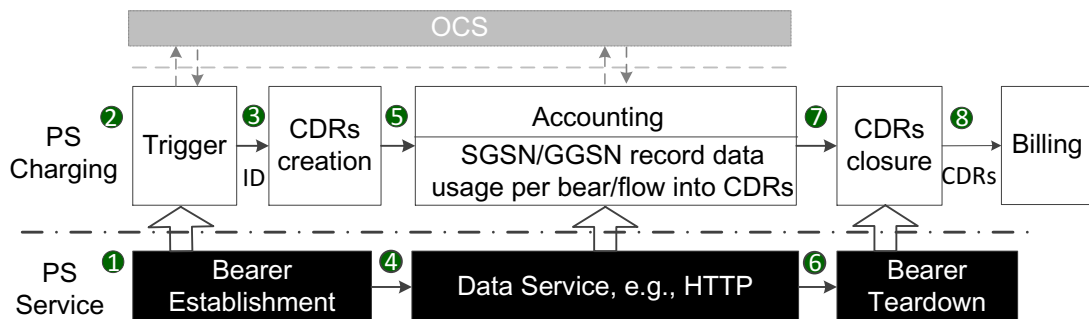 OCS
PS
Charging
2
Trigger
3
ID
CDRs
creation
5
Accounting
SGSN/GGSN record data
usage per bear/flow into CDRs
7
CDRs
closure
8
CDRs
Billing
PS
Service
1
Bearer
Establishment
4
Data Service, e.g., HTTP
6
Bearer
Teardown